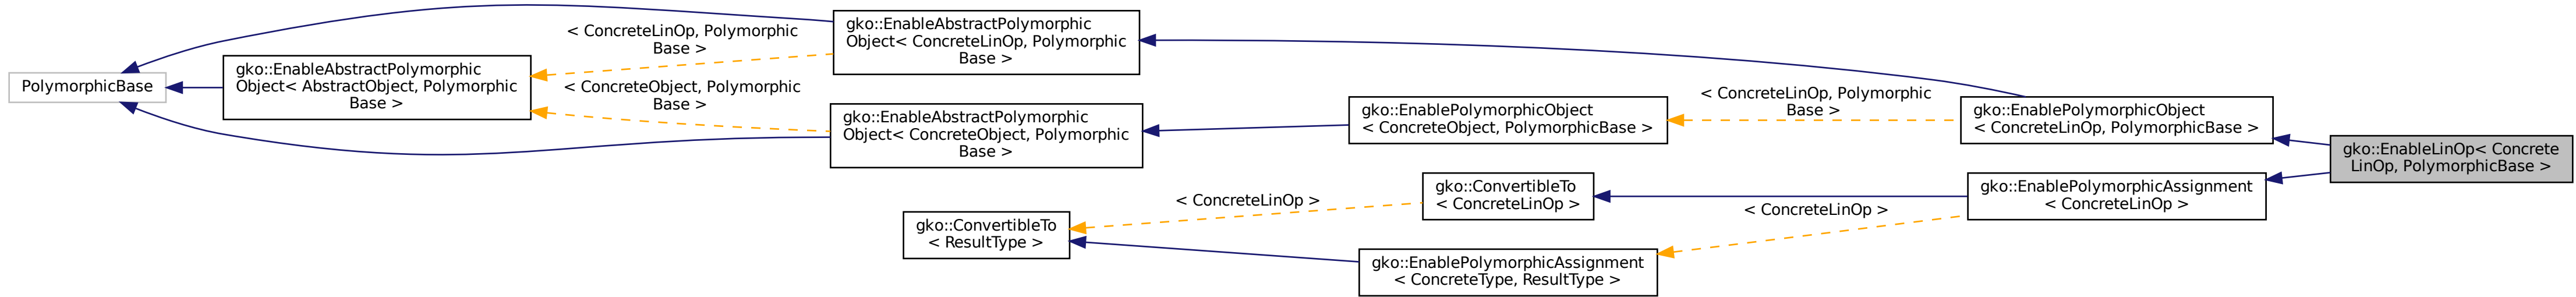 PolymorphicBase
gko::EnableAbstractPolymorphic
Object< AbstractObject, Polymorphic
Base >
< ConcreteLinOp, Polymorphic
Base >
< ConcreteObject, Polymorphic
Base >
gko::EnableAbstractPolymorphic
Object< ConcreteLinOp, Polymorphic
Base >
gko::EnableAbstractPolymorphic
Object< ConcreteObject, Polymorphic
Base >
gko::ConvertibleTo
< ResultType >
< ConcreteLinOp >
gko::EnablePolymorphicObject
< ConcreteObject, PolymorphicBase >
gko::ConvertibleTo
< ConcreteLinOp >
gko::EnablePolymorphicAssignment
< ConcreteType, ResultType >
< ConcreteLinOp, Polymorphic
Base >
< ConcreteLinOp >
gko::EnablePolymorphicObject
< ConcreteLinOp, PolymorphicBase >
gko::EnablePolymorphicAssignment
< ConcreteLinOp >
gko::EnableLinOp< Concrete
LinOp, PolymorphicBase >